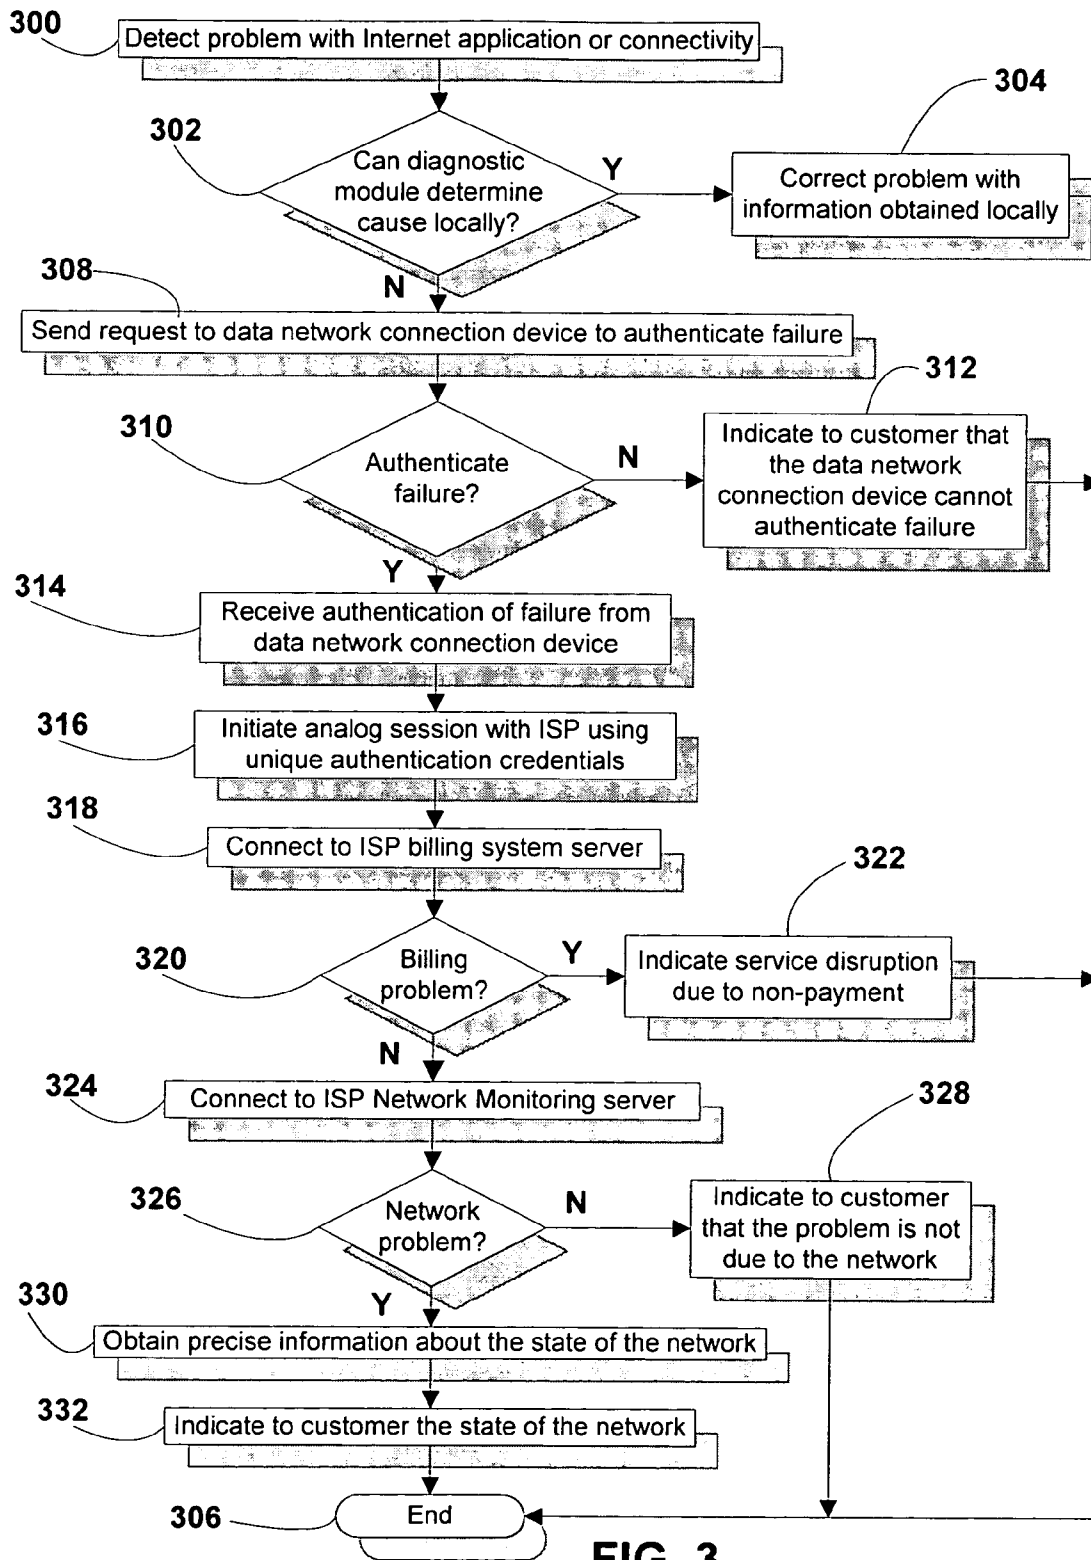 300
Detect problem with Internet application or connectivity
302
Can diagnostic
module determine
cause locally?
Y
304
Correct problem with
information obtained locally
N
308
Send request to data network connection device to authenticate failure
310
Authenticate
failure?
N
312
Indicate to customer that
the data network
connection device cannot
authenticate failure
Y
314
Receive authentication of failure from
data network connection device
316
Initiate analog session with ISP using
unique authentication credentials
318
Connect to ISP billing system server
320
Billing
problem?
Y
322
Indicate service disruption
due to non-payment
N
324
Connect to ISP Network Monitoring server
326
Network
problem?
N
328
Indicate to customer
that the problem is not
due to the network
Y
330
Obtain precise information about the state of the network
332
Indicate to customer the state of the network
306
End
FIG. 3